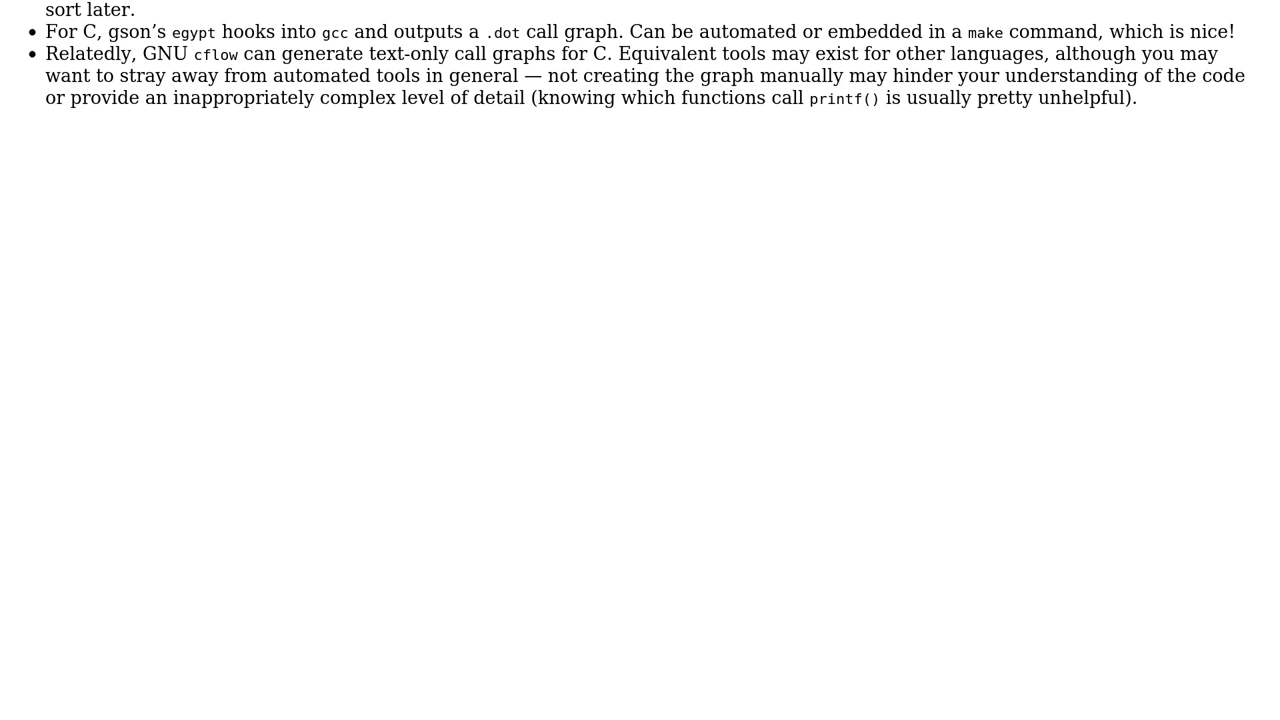 sort later.
• For C, gson’s egypt hooks into gcc and outputs a .dot call graph. Can be automated or embedded in a make command, which is nice!
• Relatedly, GNU cflow can generate text-only call graphs for C. Equivalent tools may exist for other languages, although you may
want to stray away from automated tools in general — not creating the graph manually may hinder your understanding of the code
or provide an inappropriately complex level of detail (knowing which functions call printf() is usually pretty unhelpful).